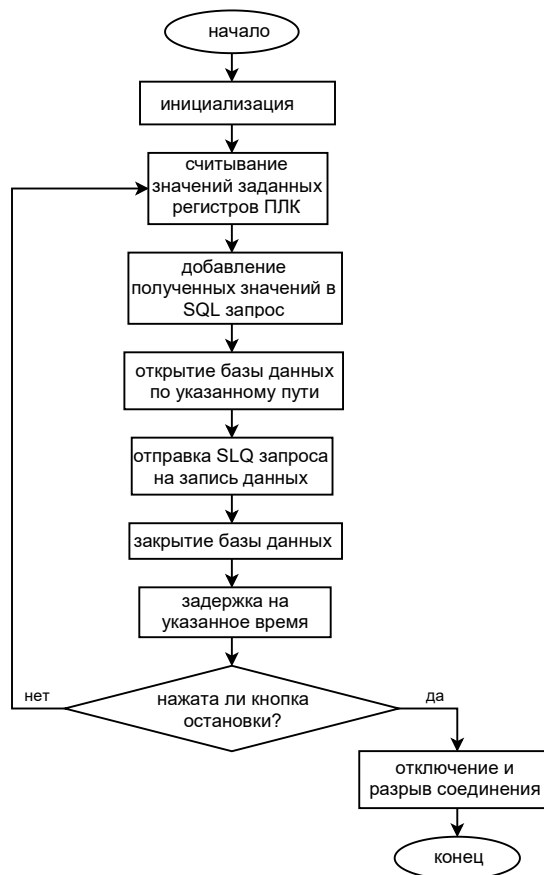 начало
инициализация
считывание
значений заданных
регистров ПЛК
добавление
полученных значений в
SQL запрос
открытие базы данных
по указанному пути
отправка SLQ запроса
на запись данных
закрытие базы данных
задержка на
указанное время
нет
нажата ли кнопка
остановки?
да
отключение и
разрыв соединения
конец